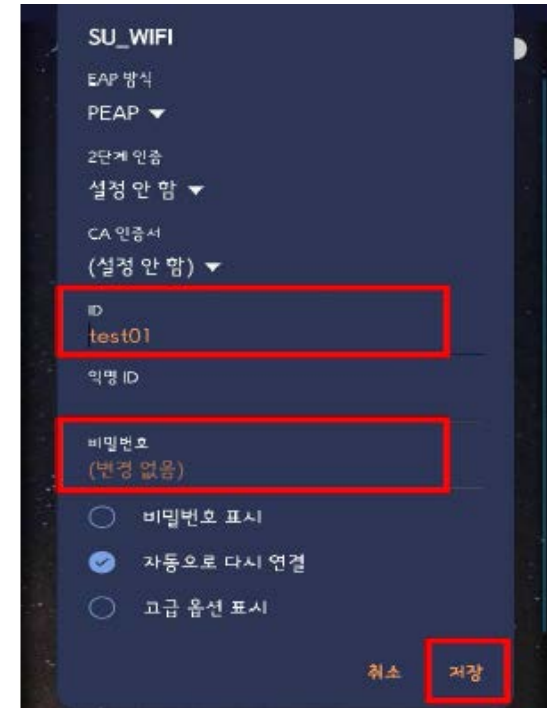 SU_WIFI
EAP 방식
PEAP
2단계 인증
설정 안 함
CA 인증서
(설정 안 함)
ID
test01
익명 ID
비밀번호
(변경 없음)
비밀번호 표시
자동으로 다시 연결
고급 옵션 표시
취소 저장